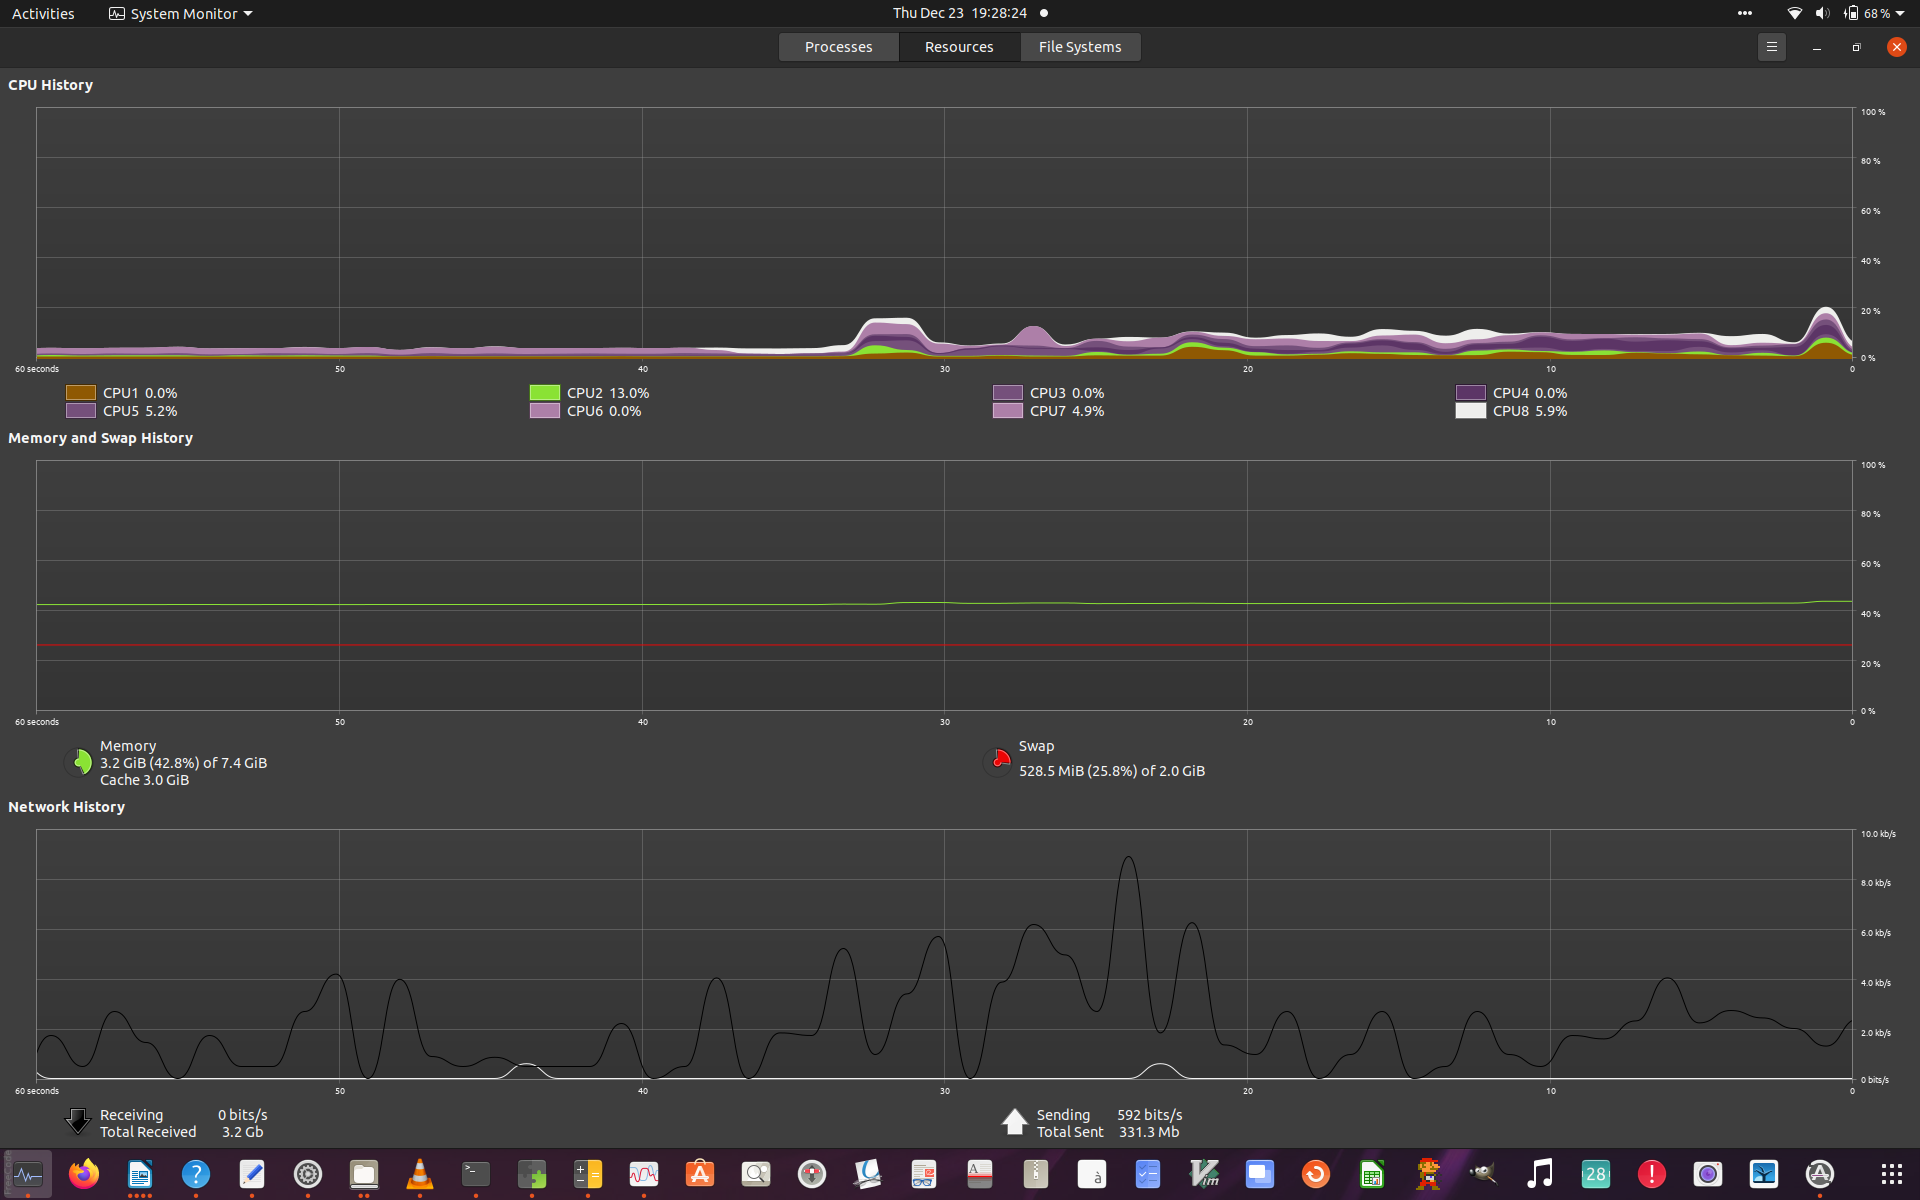 Activities System Monitor Thu Dec 23 19:28:24 68 %
Processes Resources File Systems
CPU History
100 %
80 %
60 %
40 %
20 %
0 %
60 seconds 50 40 30 20 10 0
CPU1 0.0% CPU2 13.0% CPU3 0.0% CPU4 0.0%
CPU5 5.2% CPU6 0.0% CPU7 4.9% CPU8 5.9%
Memory and Swap History
100 %
80 %
60 %
40 %
20 %
0 %
60 seconds 50 40 30 20 10 0
Memory
3.2 GiB (42.8%) of 7.4 GiB
Cache 3.0 GiB
Swap
528.5 MiB (25.8%) of 2.0 GiB
Network History
10.0 kb/s
8.0 kb/s
6.0 kb/s
4.0 kb/s
2.0 kb/s
0 bits/s
60 seconds 50 40 30 20 10 0
Receiving 0 bits/s
Total Received 3.2 Gb
Sending 592 bits/s
Total Sent 331.3 Mb
? >_ A à Vim 28 !